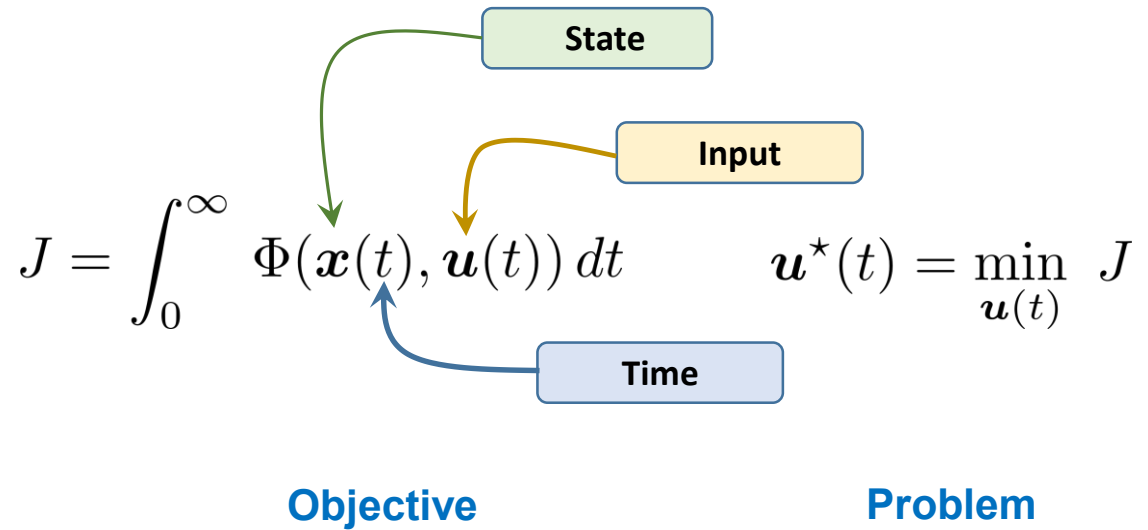 State
Input
J = ∫₀^∞ Φ(𝒙(t), 𝒖(t)) dt
𝒖⋆(t) = min_{𝒖(t)} J
Time
Objective
Problem